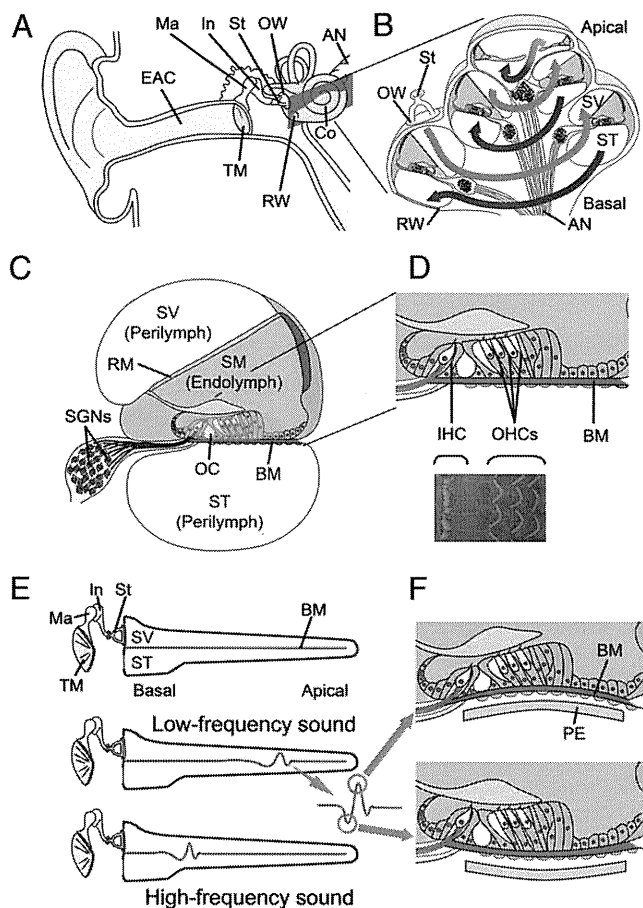 A
Ma
In
St
OW
AN
EAC
TM
RW
Co
B
Apical
St
OW
SV
ST
Basal
RW
AN
C
SV
(Perilymph)
RM
SM
(Endolymph)
SGNs
OC
BM
ST
(Perilymph)
D
IHC
OHCs
BM
E
In
St
Ma
BM
SV
ST
TM
Basal
Apical
Low-frequency sound
High-frequency sound
F
BM
PE